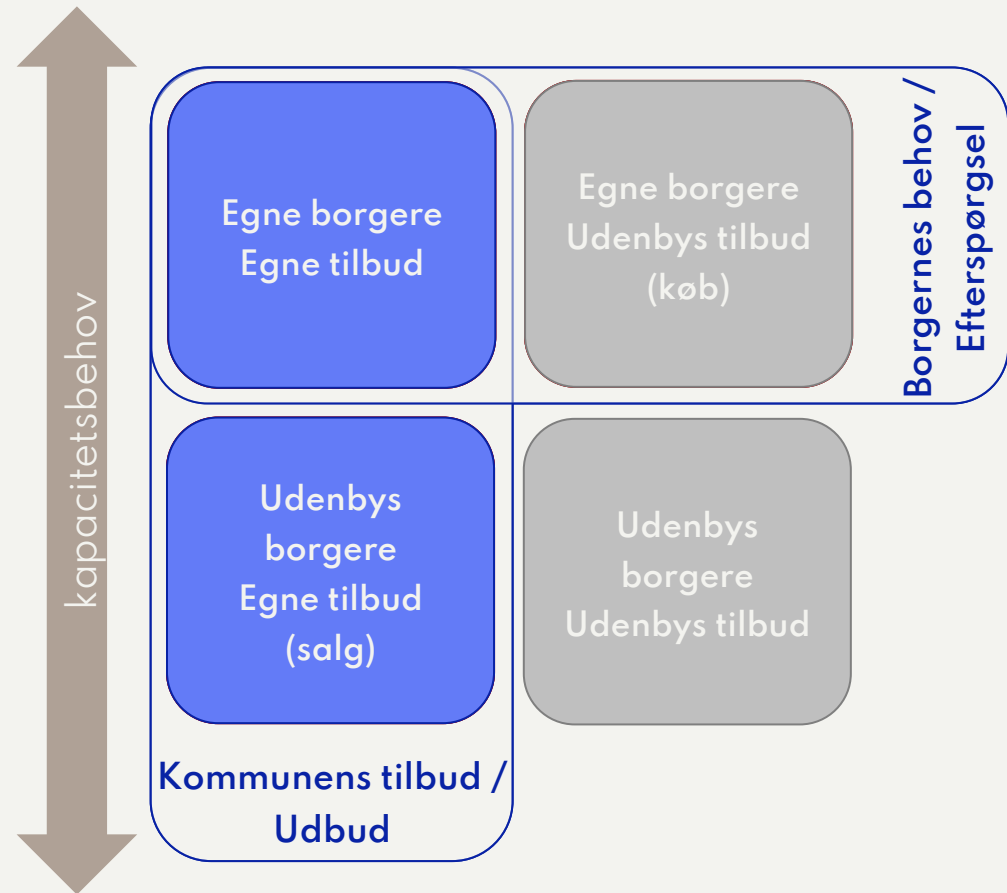 kapacitetsbehov
Egne borgere
Egne tilbud
Egne borgere
Udenbys tilbud
(køb)
Borgernes behov /
Efterspørgsel
Udenbys
borgere
Egne tilbud
(salg)
Udenbys
borgere
Udenbys tilbud
Kommunens tilbud /
Udbud